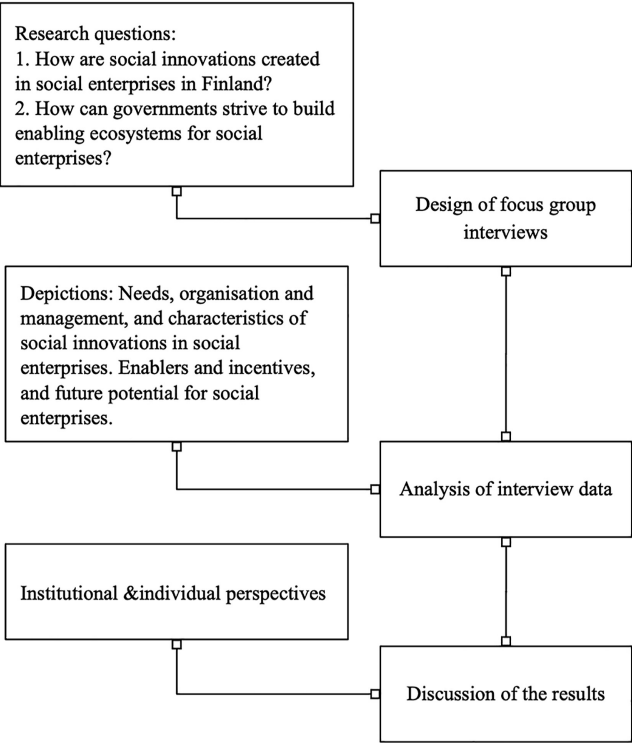 Research questions:
1. How are social innovations created
in social enterprises in Finland?
2. How can governments strive to build
enabling ecosystems for social
enterprises?
Design of focus group
interviews
Depictions: Needs, organisation and
management, and characteristics of
social innovations in social
enterprises. Enablers and incentives,
and future potential for social
enterprises.
Analysis of interview data
Institutional &individual perspectives
Discussion of the results